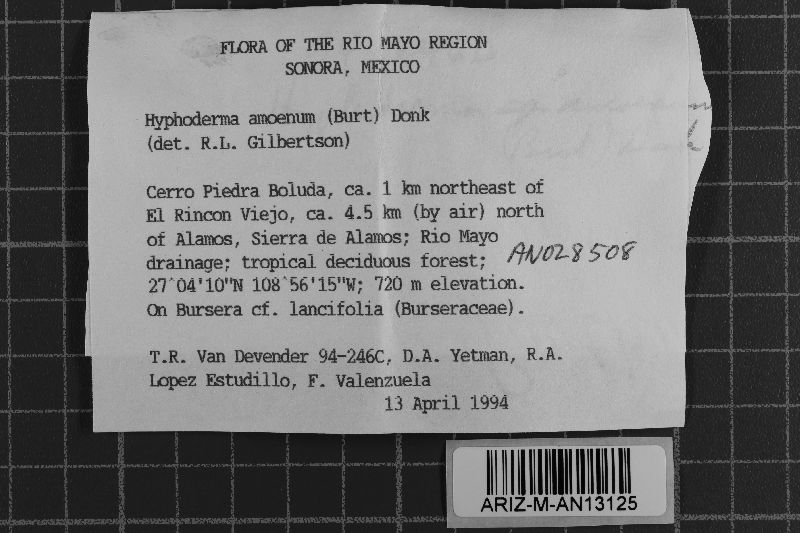 FLORA OF THE RIO MAYO REGION
SONORA, MEXICO
Hyphoderma amoenum (Burt) Donk
(det. R.L. Gilbertson)
Cerro Piedra Boluda, ca. 1 km northeast of
El Rincon Viejo, ca. 4.5 km (by air) north
of Alamos, Sierra de Alamos; Rio Mayo
drainage; tropical deciduous forest; AN028508
27°04'10"N 108°56'15"W; 720 m elevation.
On Bursera cf. lancifolia (Burseraceae).
T.R. Van Devender 94-246C, D.A. Yetman, R.A.
Lopez Estudillo, F. Valenzuela
13 April 1994
ARIZ-M-AN13125